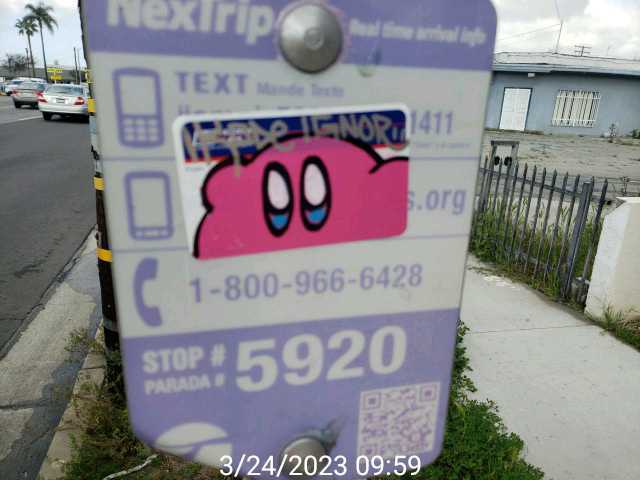 NexTrip
Real time arrival info
TEXT Mande Texto
1411
s.org
1-800-966-6428
STOP #
PARADA #
5920
3/24/2023 09:59